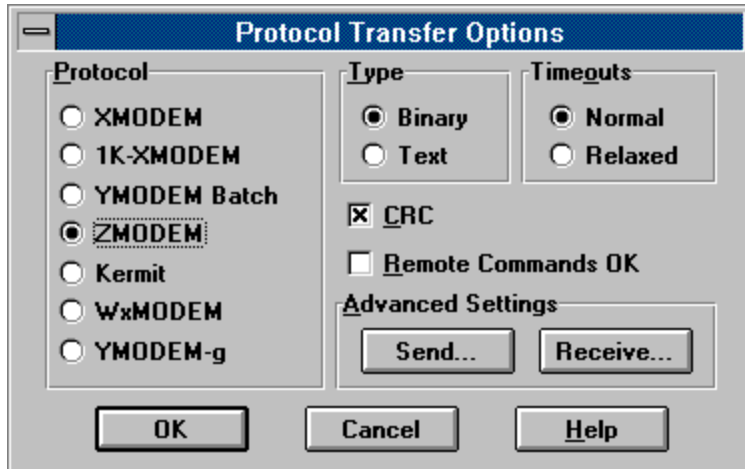 Protocol Transfer Options
Protocol
XMODEM
1K-XMODEM
YMODEM Batch
ZMODEM
Kermit
WxMODEM
YMODEM-g
Type
Binary
Text
Timeouts
Normal
Relaxed
CRC
Remote Commands OK
Advanced Settings
Send...
Receive...
OK
Cancel
Help